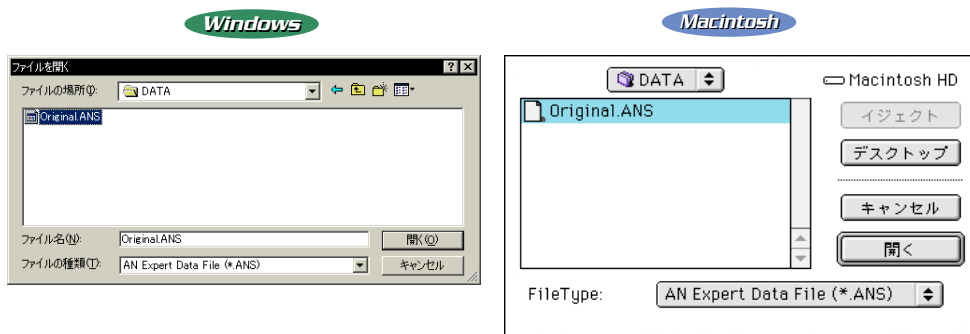 Windows
ファイルを開く
ファイルの場所(I):
DATA
Original.ANS
ファイル名(N):
Original.ANS
開く(O)
ファイルの種類(T):
AN Expert Data File (*.ANS)
キャンセル
Macintosh
DATA
Macintosh HD
Original.ANS
イジェクト
デスクトップ
キャンセル
開く
FileType:
AN Expert Data File (*.ANS)